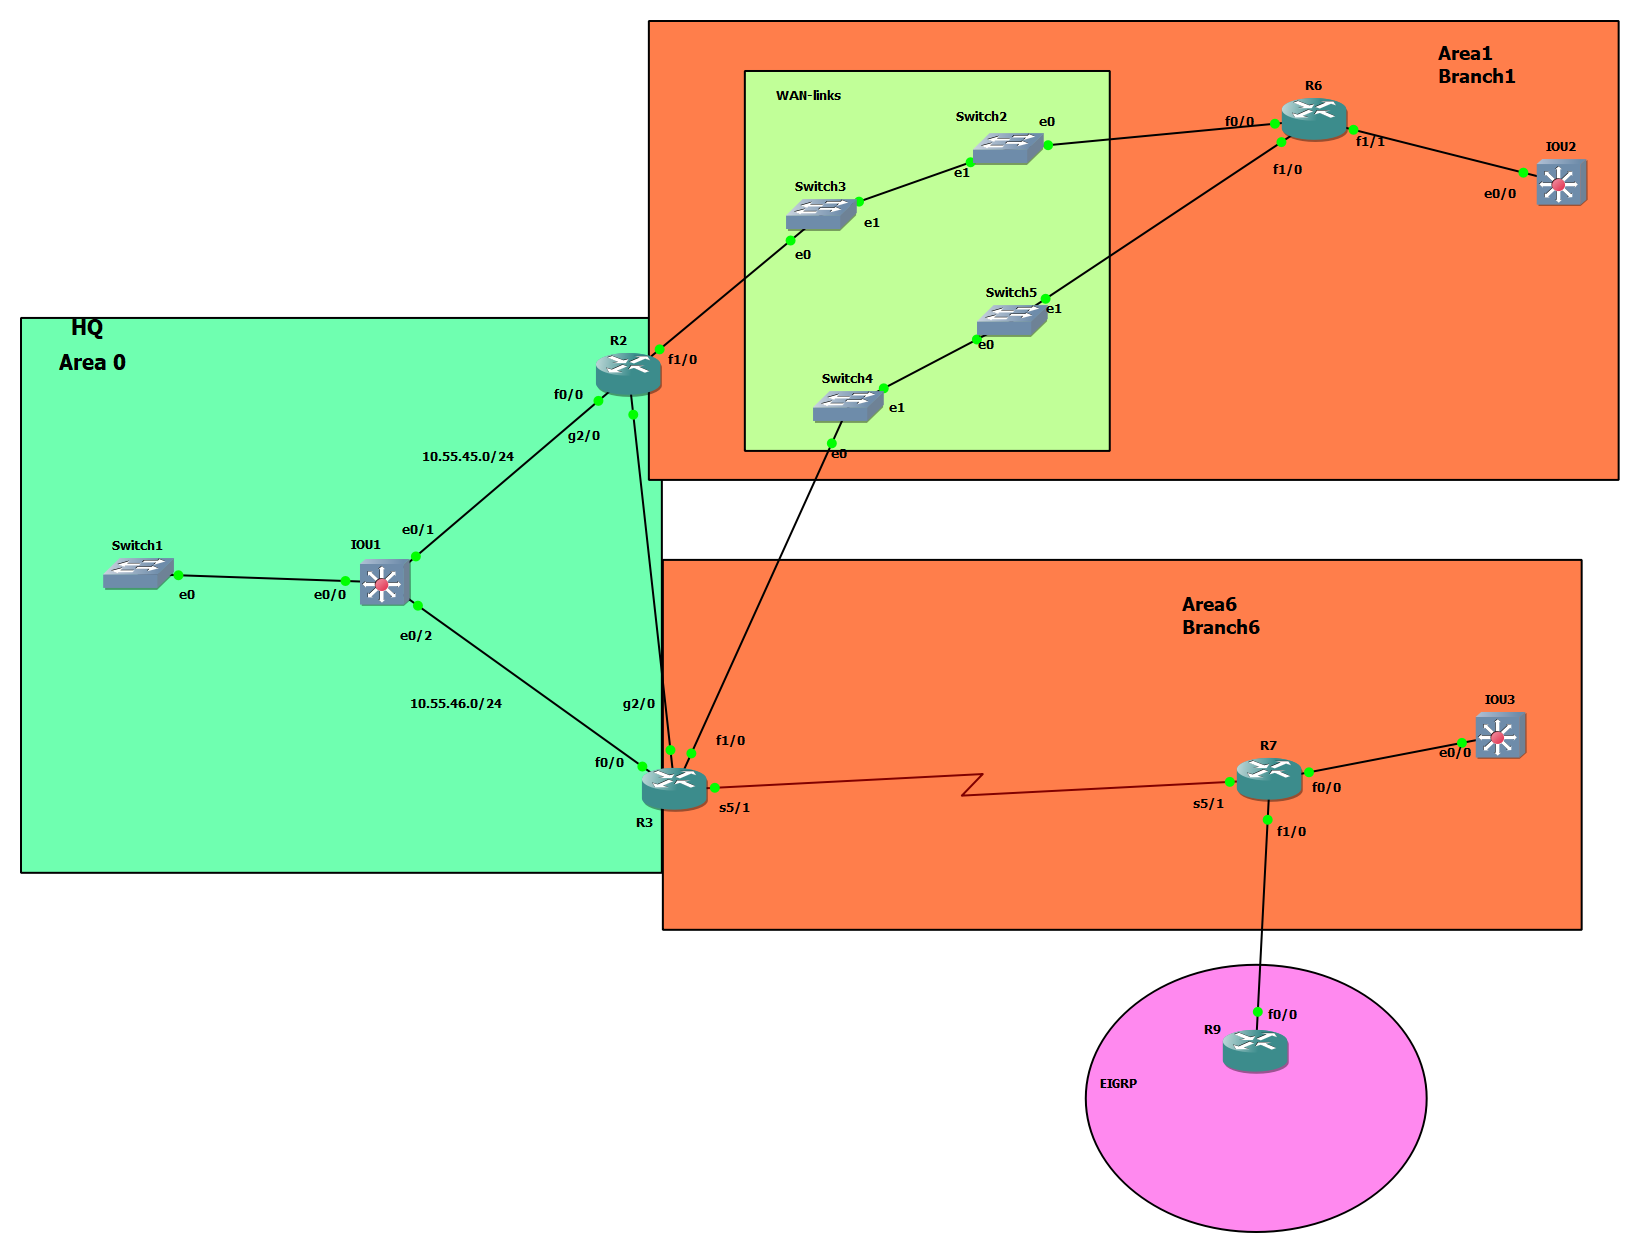 Area1
Branch1
WAN-links
R6
Switch2
e0
f0/0
f1/1
IOU2
e1
f1/0
e0/0
Switch3
e1
e0
Switch5
e1
e0
HQ
Area 0
R2
f1/0
Switch4
e1
e0
f0/0
g2/0
10.55.45.0/24
e0/1
Switch1
IOU1
e0
e0/0
e0/2
Area6
Branch6
10.55.46.0/24
g2/0
IOU3
f1/0
f0/0
R7
e0/0
s5/1
R3
s5/1
f0/0
f1/0
f0/0
R9
EIGRP